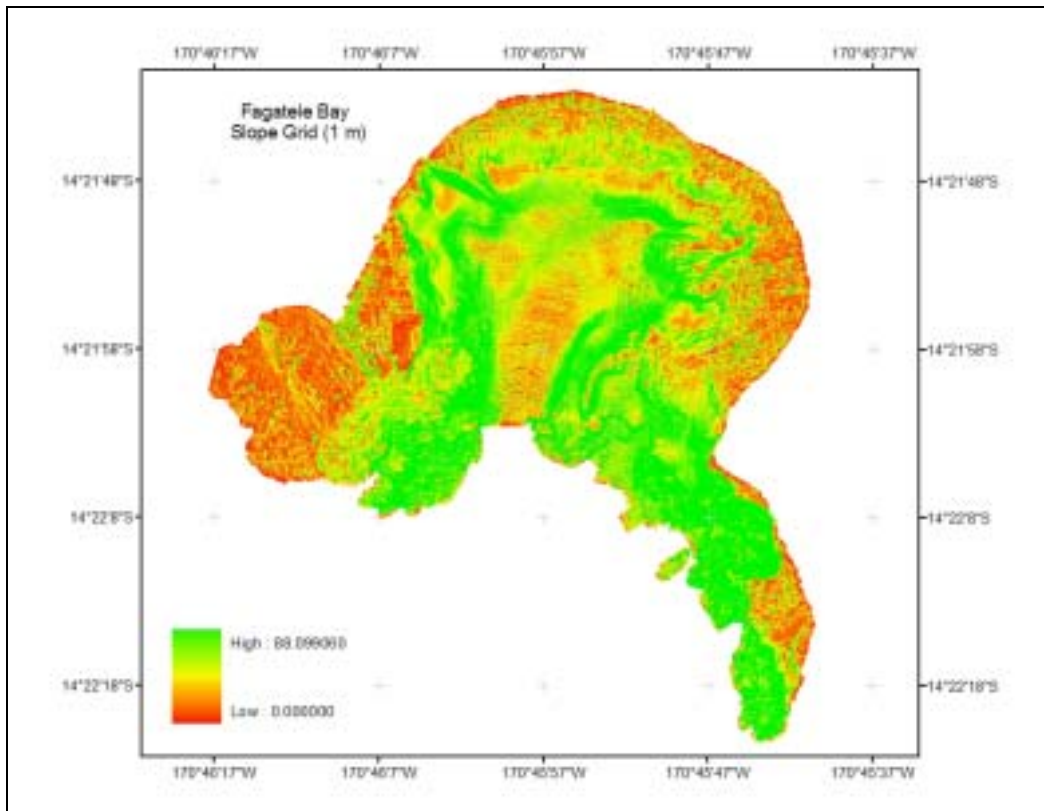 170°46'17"W 170°46'7"W 170°45'57"W 170°45'47"W 170°45'37"W
Fagatele Bay
Slope Grid (1 m)
14°21'48"S 14°21'48"S
14°21'58"S 14°21'58"S
14°22'8"S 14°22'8"S
High : 88.099060
14°22'18"S 14°22'18"S
Low : 0.000000
170°46'17"W 170°46'7"W 170°45'57"W 170°45'47"W 170°45'37"W